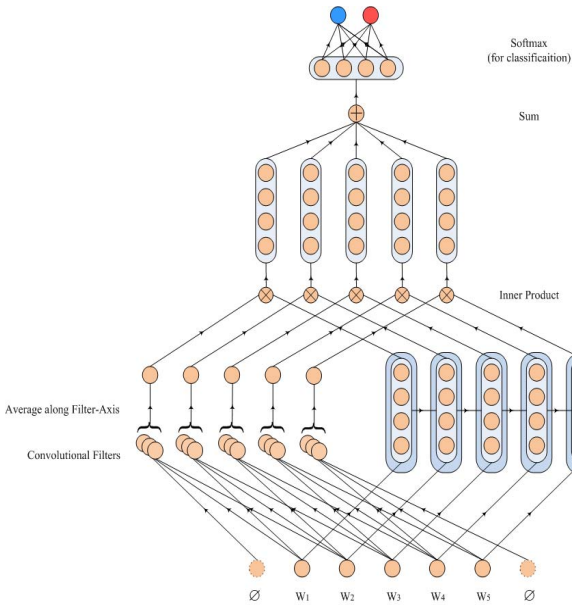 Softmax
(for classificaition)
Sum
Inner Product
Average along Filter-Axis
Convolutional Filters
∅ W1 W2 W3 W4 W5 ∅